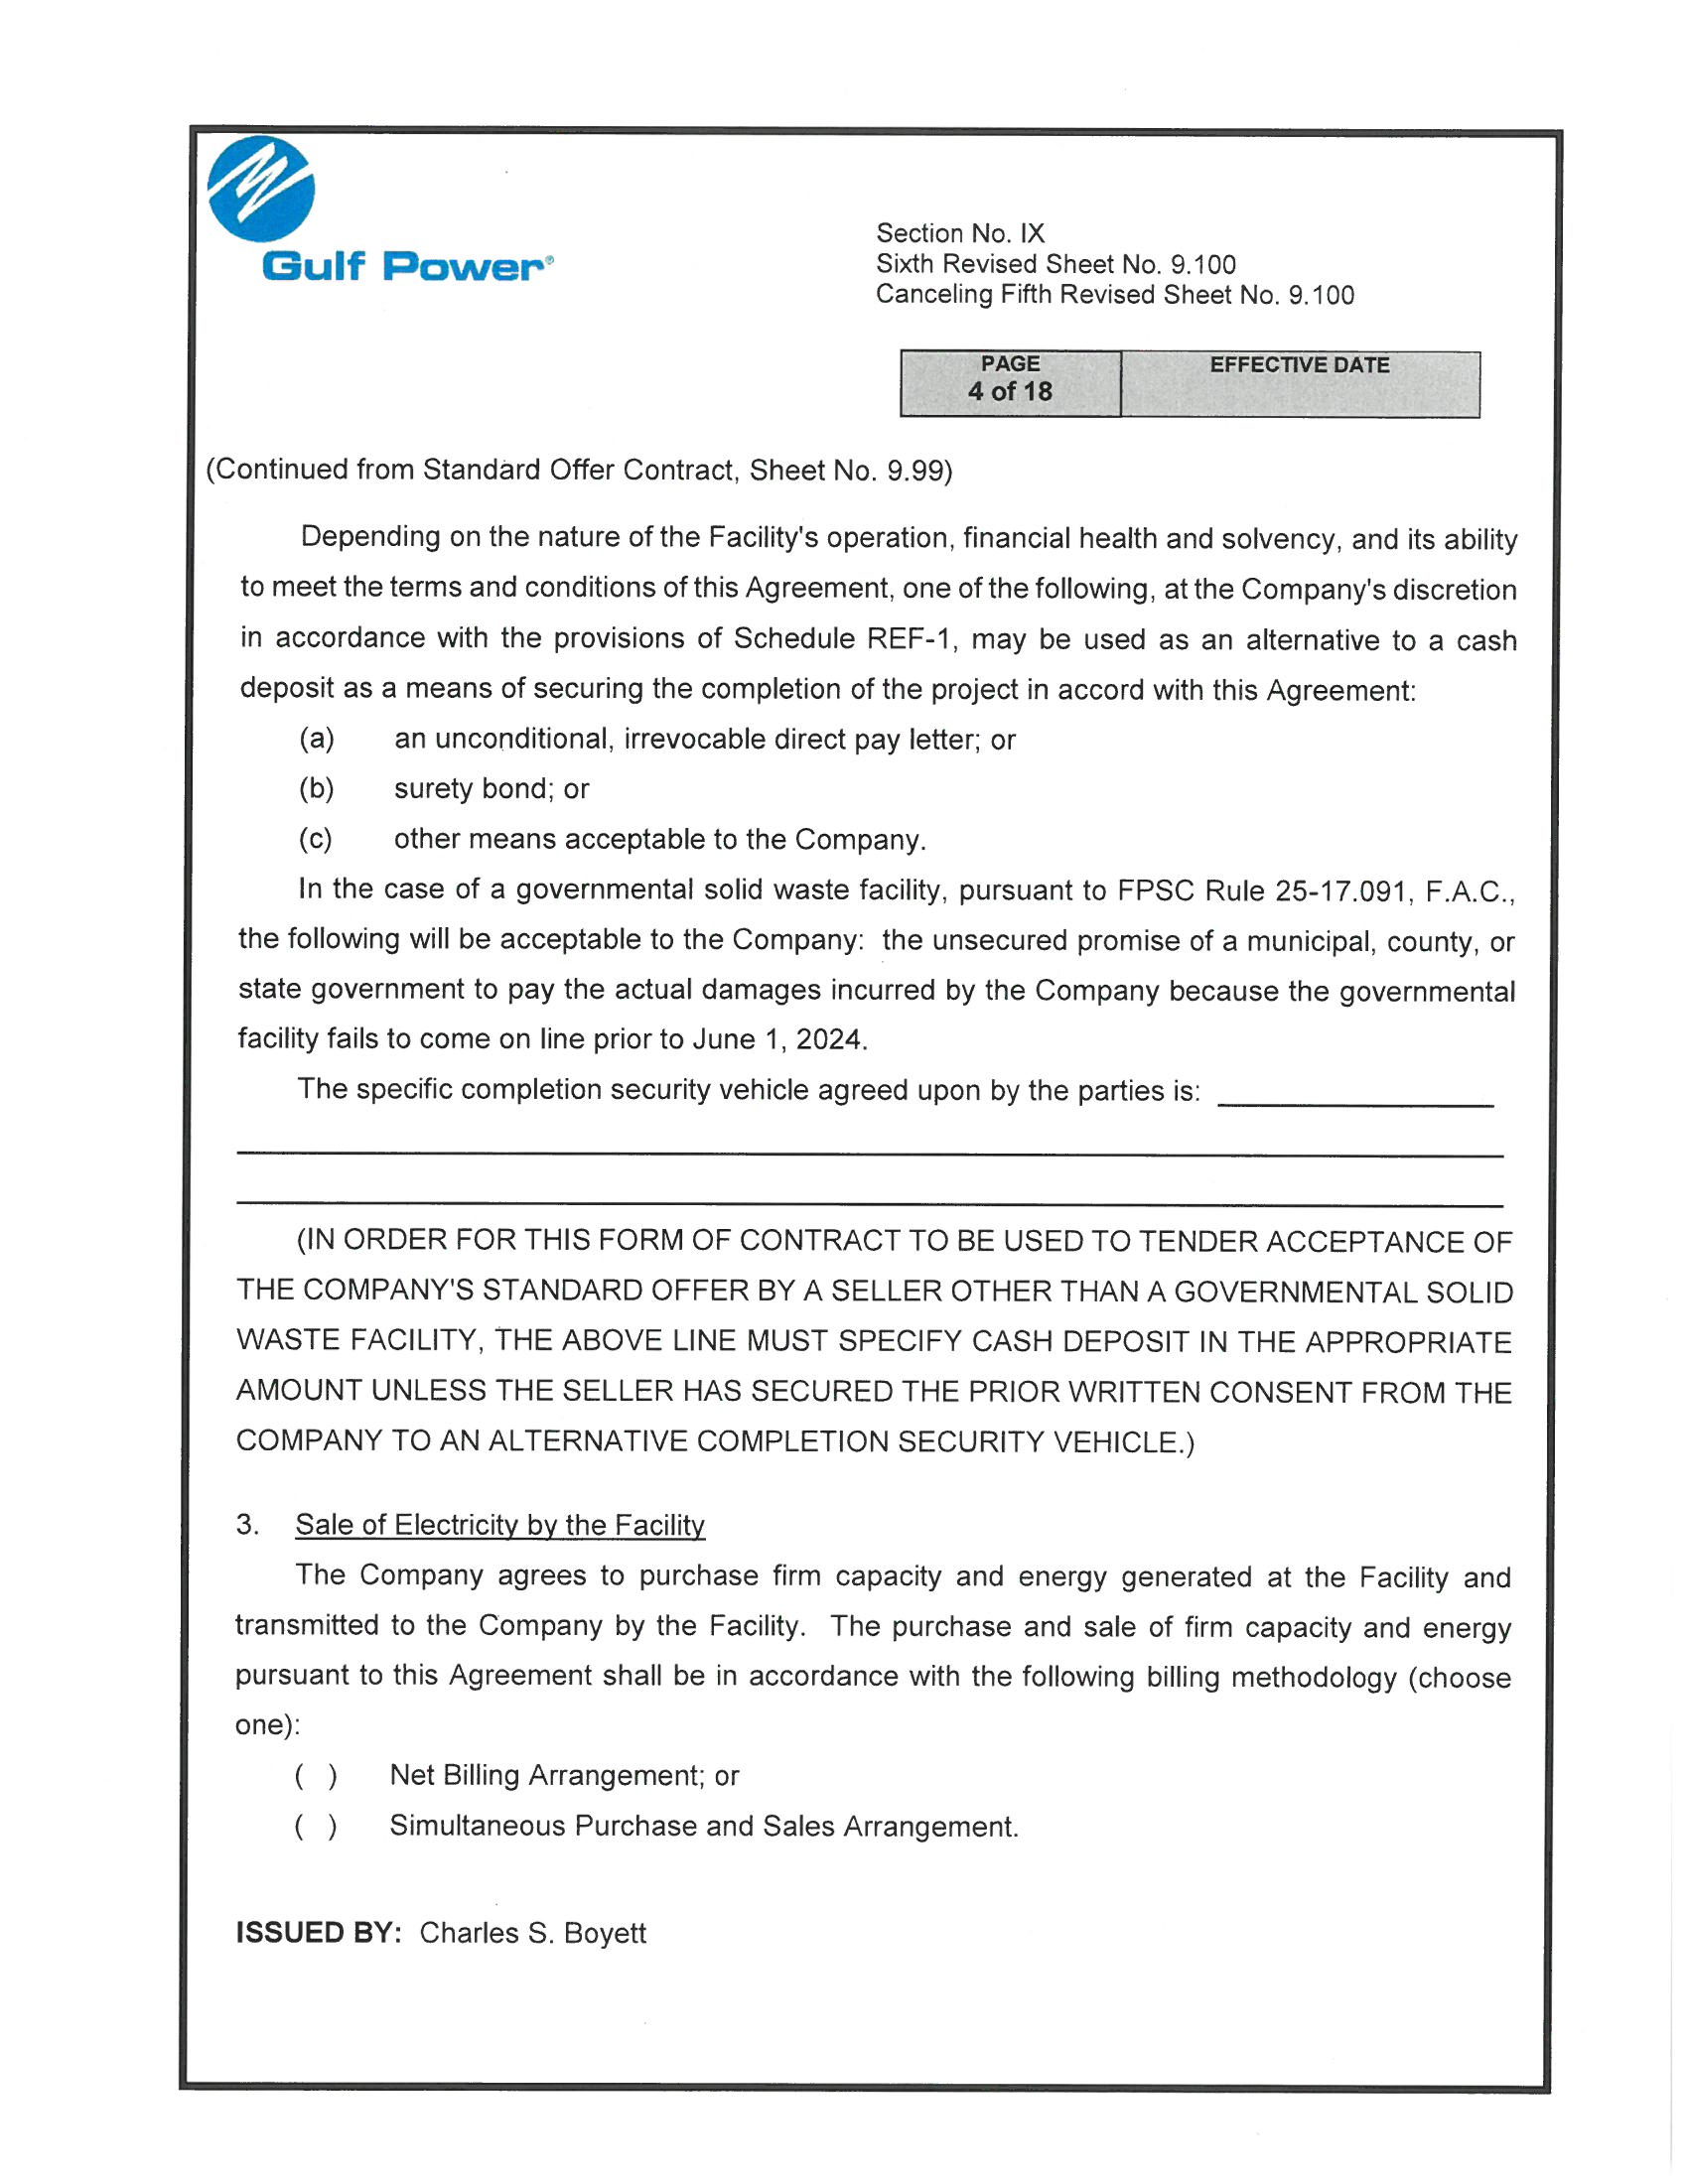 Gulf Power®
Section No. IX
Sixth Revised Sheet No. 9.100
Canceling Fifth Revised Sheet No. 9.100
PAGE
4 of 18
EFFECTIVE DATE
(Continued from Standard Offer Contract, Sheet No. 9.99)
Depending on the nature of the Facility's operation, financial health and solvency, and its ability
to meet the terms and conditions of this Agreement, one of the following, at the Company's discretion
in accordance with the provisions of Schedule REF-1, may be used as an alternative to a cash
deposit as a means of securing the completion of the project in accord with this Agreement:
(a) an unconditional, irrevocable direct pay letter; or
(b) surety bond; or
(c) other means acceptable to the Company.
In the case of a governmental solid waste facility, pursuant to FPSC Rule 25-17.091, F.A.C.,
the following will be acceptable to the Company: the unsecured promise of a municipal, county, or
state government to pay the actual damages incurred by the Company because the governmental
facility fails to come on line prior to June 1, 2024.
The specific completion security vehicle agreed upon by the parties is:
(IN ORDER FOR THIS FORM OF CONTRACT TO BE USED TO TENDER ACCEPTANCE OF
THE COMPANY'S STANDARD OFFER BY A SELLER OTHER THAN A GOVERNMENTAL SOLID
WASTE FACILITY, THE ABOVE LINE MUST SPECIFY CASH DEPOSIT IN THE APPROPRIATE
AMOUNT UNLESS THE SELLER HAS SECURED THE PRIOR WRITTEN CONSENT FROM THE
COMPANY TO AN ALTERNATIVE COMPLETION SECURITY VEHICLE.)
3. Sale of Electricity by the Facility
The Company agrees to purchase firm capacity and energy generated at the Facility and
transmitted to the Company by the Facility. The purchase and sale of firm capacity and energy
pursuant to this Agreement shall be in accordance with the following billing methodology (choose
one):
( ) Net Billing Arrangement; or
( ) Simultaneous Purchase and Sales Arrangement.
ISSUED BY: Charles S. Boyett